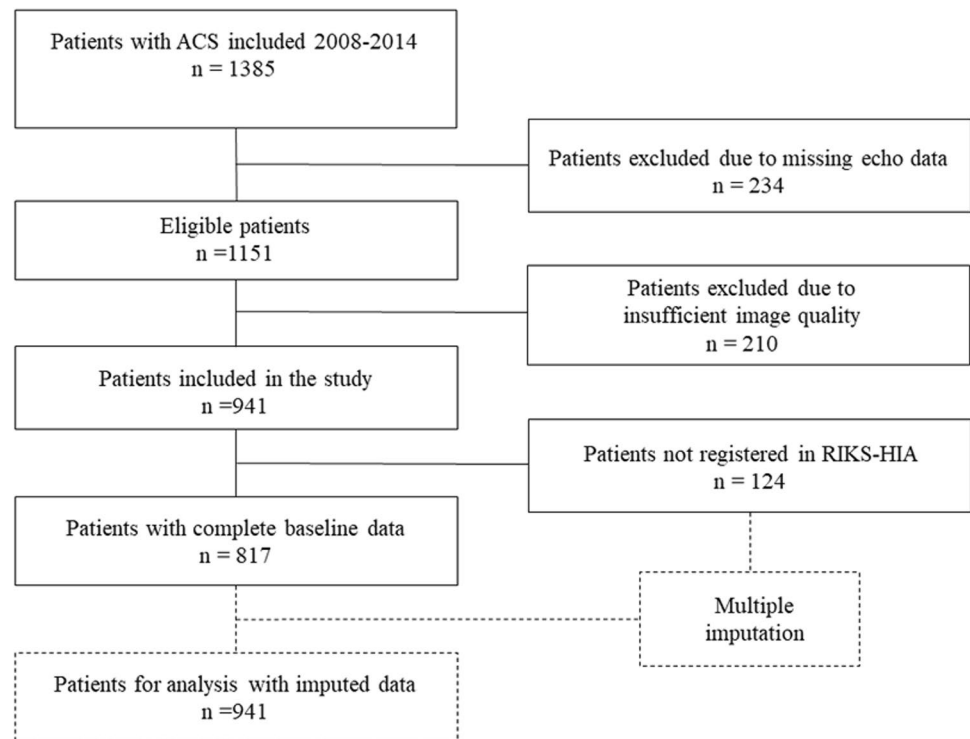 Patients with ACS included 2008-2014
n = 1385
Patients excluded due to missing echo data
n = 234
Eligible patients
n =1151
Patients excluded due to
insufficient image quality
n = 210
Patients included in the study
n =941
Patients not registered in RIKS-HIA
n = 124
Patients with complete baseline data
n = 817
Multiple
imputation
Patients for analysis with imputed data
n =941